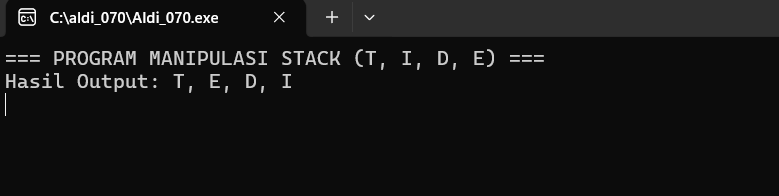 C:\aldi_070\Aldi_070.exe
=== PROGRAM MANIPULASI STACK (T, I, D, E) ===
Hasil Output: T, E, D, I